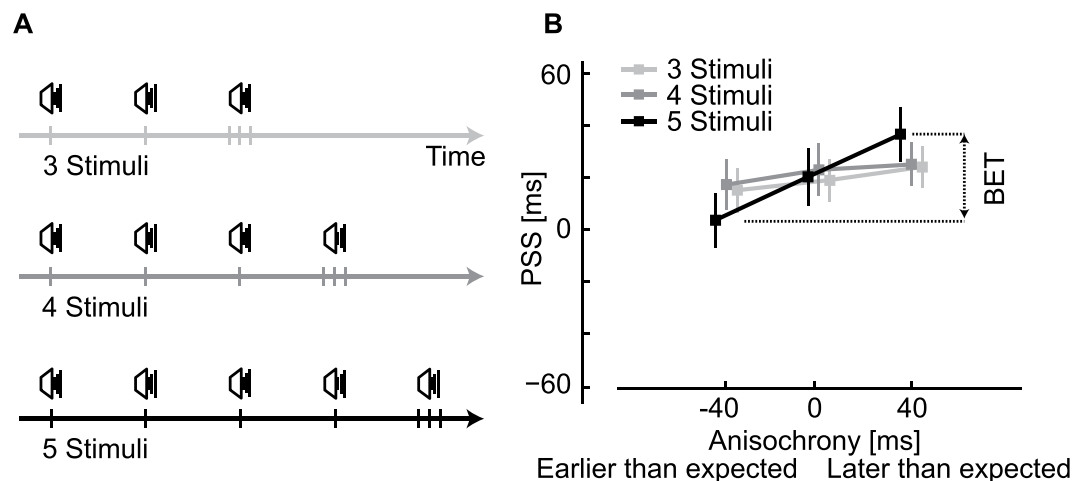 A
3 Stimuli
Time
4 Stimuli
5 Stimuli
B
3 Stimuli
4 Stimuli
5 Stimuli
60
0
−60
PSS [ms]
BET
-40 0 40
Anisochrony [ms]
Earlier than expected Later than expected